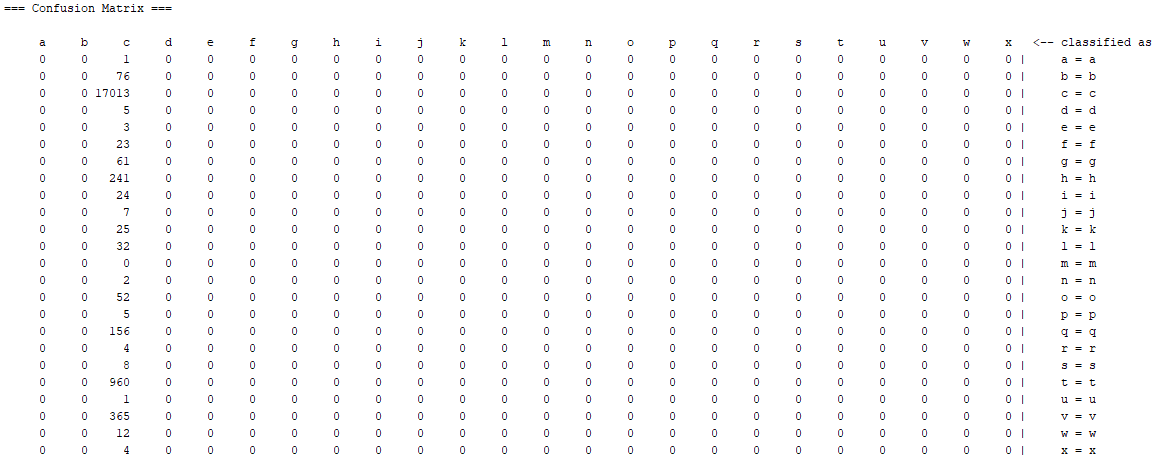 === Confusion Matrix ===
a b c d e f g h i j k l m n o p q r s t u v w x <-- classified as
0 0 1 0 0 0 0 0 0 0 0 0 0 0 0 0 0 0 0 0 0 0 0 0 | a = a
0 0 76 0 0 0 0 0 0 0 0 0 0 0 0 0 0 0 0 0 0 0 0 0 | b = b
0 0 17013 0 0 0 0 0 0 0 0 0 0 0 0 0 0 0 0 0 0 0 0 0 | c = c
0 0 5 0 0 0 0 0 0 0 0 0 0 0 0 0 0 0 0 0 0 0 0 0 | d = d
0 0 3 0 0 0 0 0 0 0 0 0 0 0 0 0 0 0 0 0 0 0 0 0 | e = e
0 0 23 0 0 0 0 0 0 0 0 0 0 0 0 0 0 0 0 0 0 0 0 0 | f = f
0 0 61 0 0 0 0 0 0 0 0 0 0 0 0 0 0 0 0 0 0 0 0 0 | g = g
0 0 241 0 0 0 0 0 0 0 0 0 0 0 0 0 0 0 0 0 0 0 0 0 | h = h
0 0 24 0 0 0 0 0 0 0 0 0 0 0 0 0 0 0 0 0 0 0 0 0 | i = i
0 0 7 0 0 0 0 0 0 0 0 0 0 0 0 0 0 0 0 0 0 0 0 0 | j = j
0 0 25 0 0 0 0 0 0 0 0 0 0 0 0 0 0 0 0 0 0 0 0 0 | k = k
0 0 32 0 0 0 0 0 0 0 0 0 0 0 0 0 0 0 0 0 0 0 0 0 | l = l
0 0 0 0 0 0 0 0 0 0 0 0 0 0 0 0 0 0 0 0 0 0 0 0 | m = m
0 0 2 0 0 0 0 0 0 0 0 0 0 0 0 0 0 0 0 0 0 0 0 0 | n = n
0 0 52 0 0 0 0 0 0 0 0 0 0 0 0 0 0 0 0 0 0 0 0 0 | o = o
0 0 5 0 0 0 0 0 0 0 0 0 0 0 0 0 0 0 0 0 0 0 0 0 | p = p
0 0 156 0 0 0 0 0 0 0 0 0 0 0 0 0 0 0 0 0 0 0 0 0 | q = q
0 0 4 0 0 0 0 0 0 0 0 0 0 0 0 0 0 0 0 0 0 0 0 0 | r = r
0 0 8 0 0 0 0 0 0 0 0 0 0 0 0 0 0 0 0 0 0 0 0 0 | s = s
0 0 960 0 0 0 0 0 0 0 0 0 0 0 0 0 0 0 0 0 0 0 0 0 | t = t
0 0 1 0 0 0 0 0 0 0 0 0 0 0 0 0 0 0 0 0 0 0 0 0 | u = u
0 0 365 0 0 0 0 0 0 0 0 0 0 0 0 0 0 0 0 0 0 0 0 0 | v = v
0 0 12 0 0 0 0 0 0 0 0 0 0 0 0 0 0 0 0 0 0 0 0 0 | w = w
0 0 4 0 0 0 0 0 0 0 0 0 0 0 0 0 0 0 0 0 0 0 0 0 | x = x